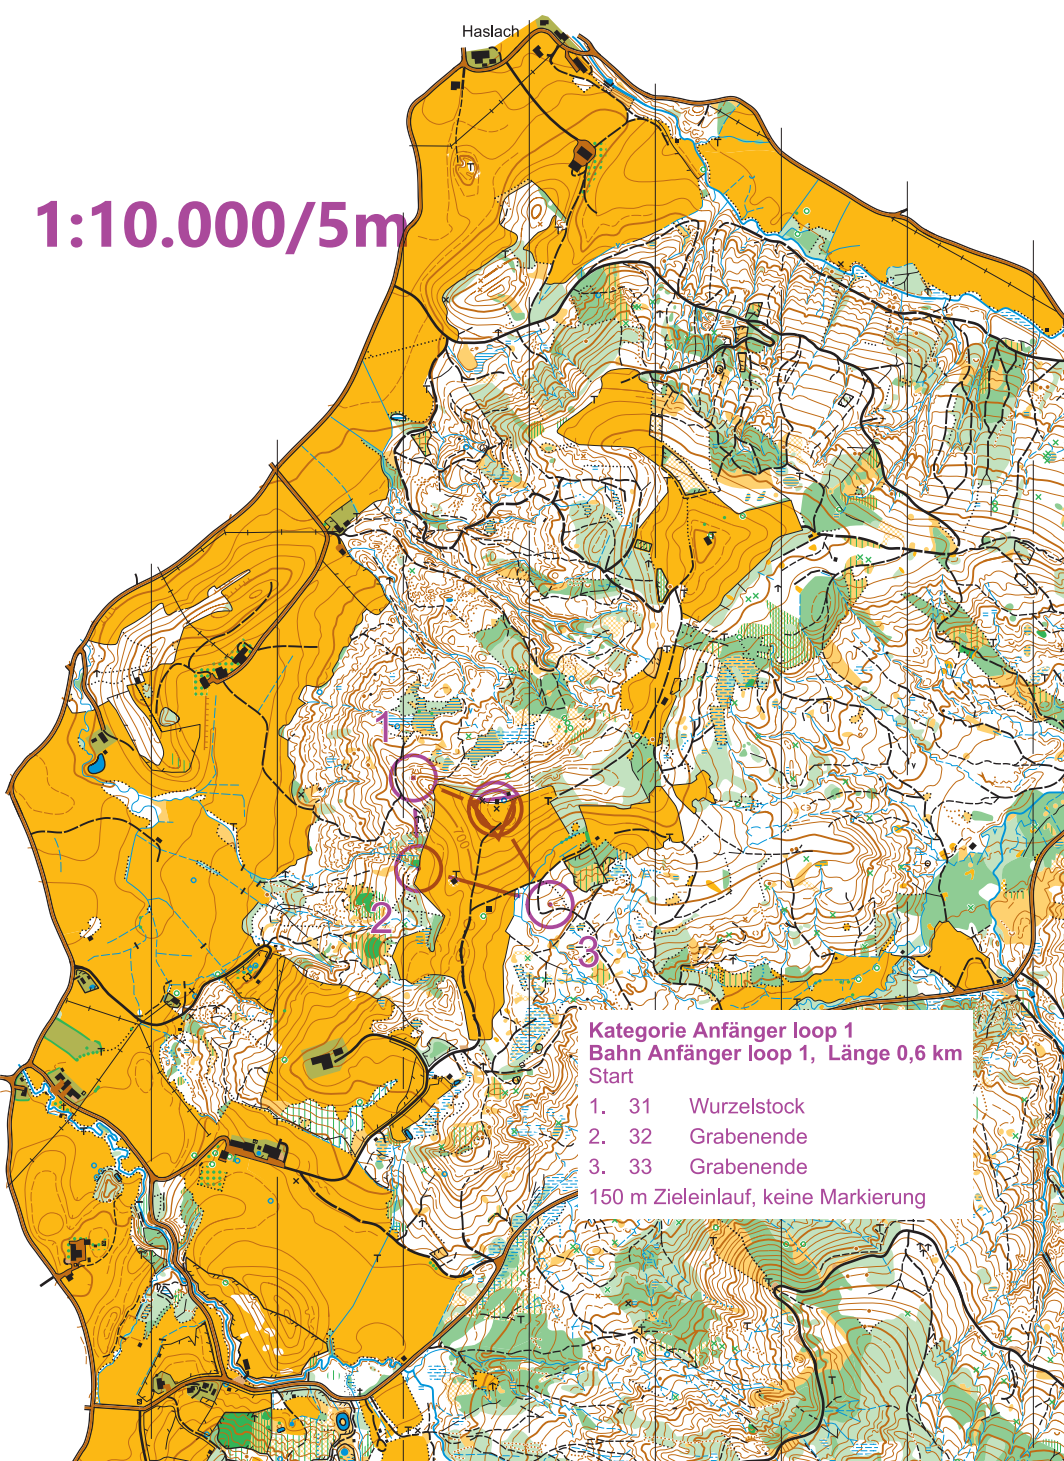 Haslach
1:10.000/5m
1
700
2
3
Kategorie Anfänger loop 1
Bahn Anfänger loop 1, Länge 0,6 km
Start
1. 31 Wurzelstock
2. 32 Grabenende
3. 33 Grabenende
150 m Zieleinlauf, keine Markierung